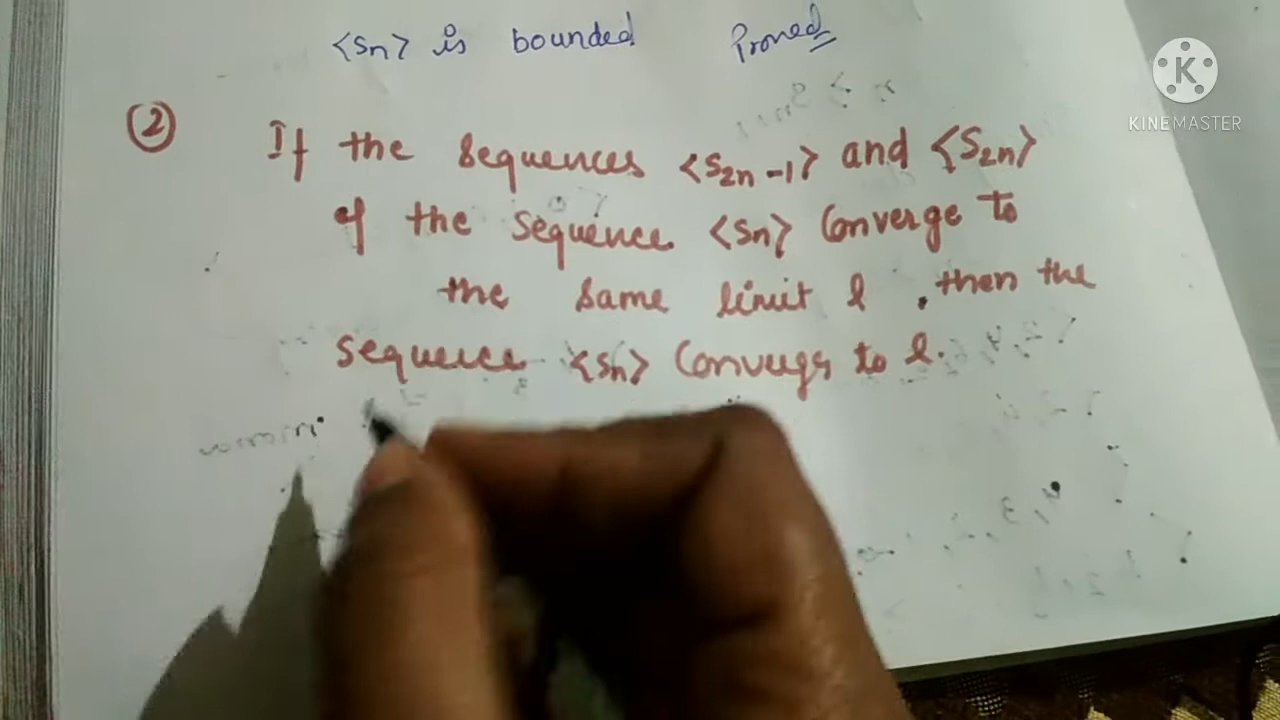 <Sn> is bounded Proved
K
KINEMASTER
② If the sequences <S2n-1> and <S2n>
of the sequence <Sn> Converge to
the same limit l, then the
sequence <Sn> Converges to l.